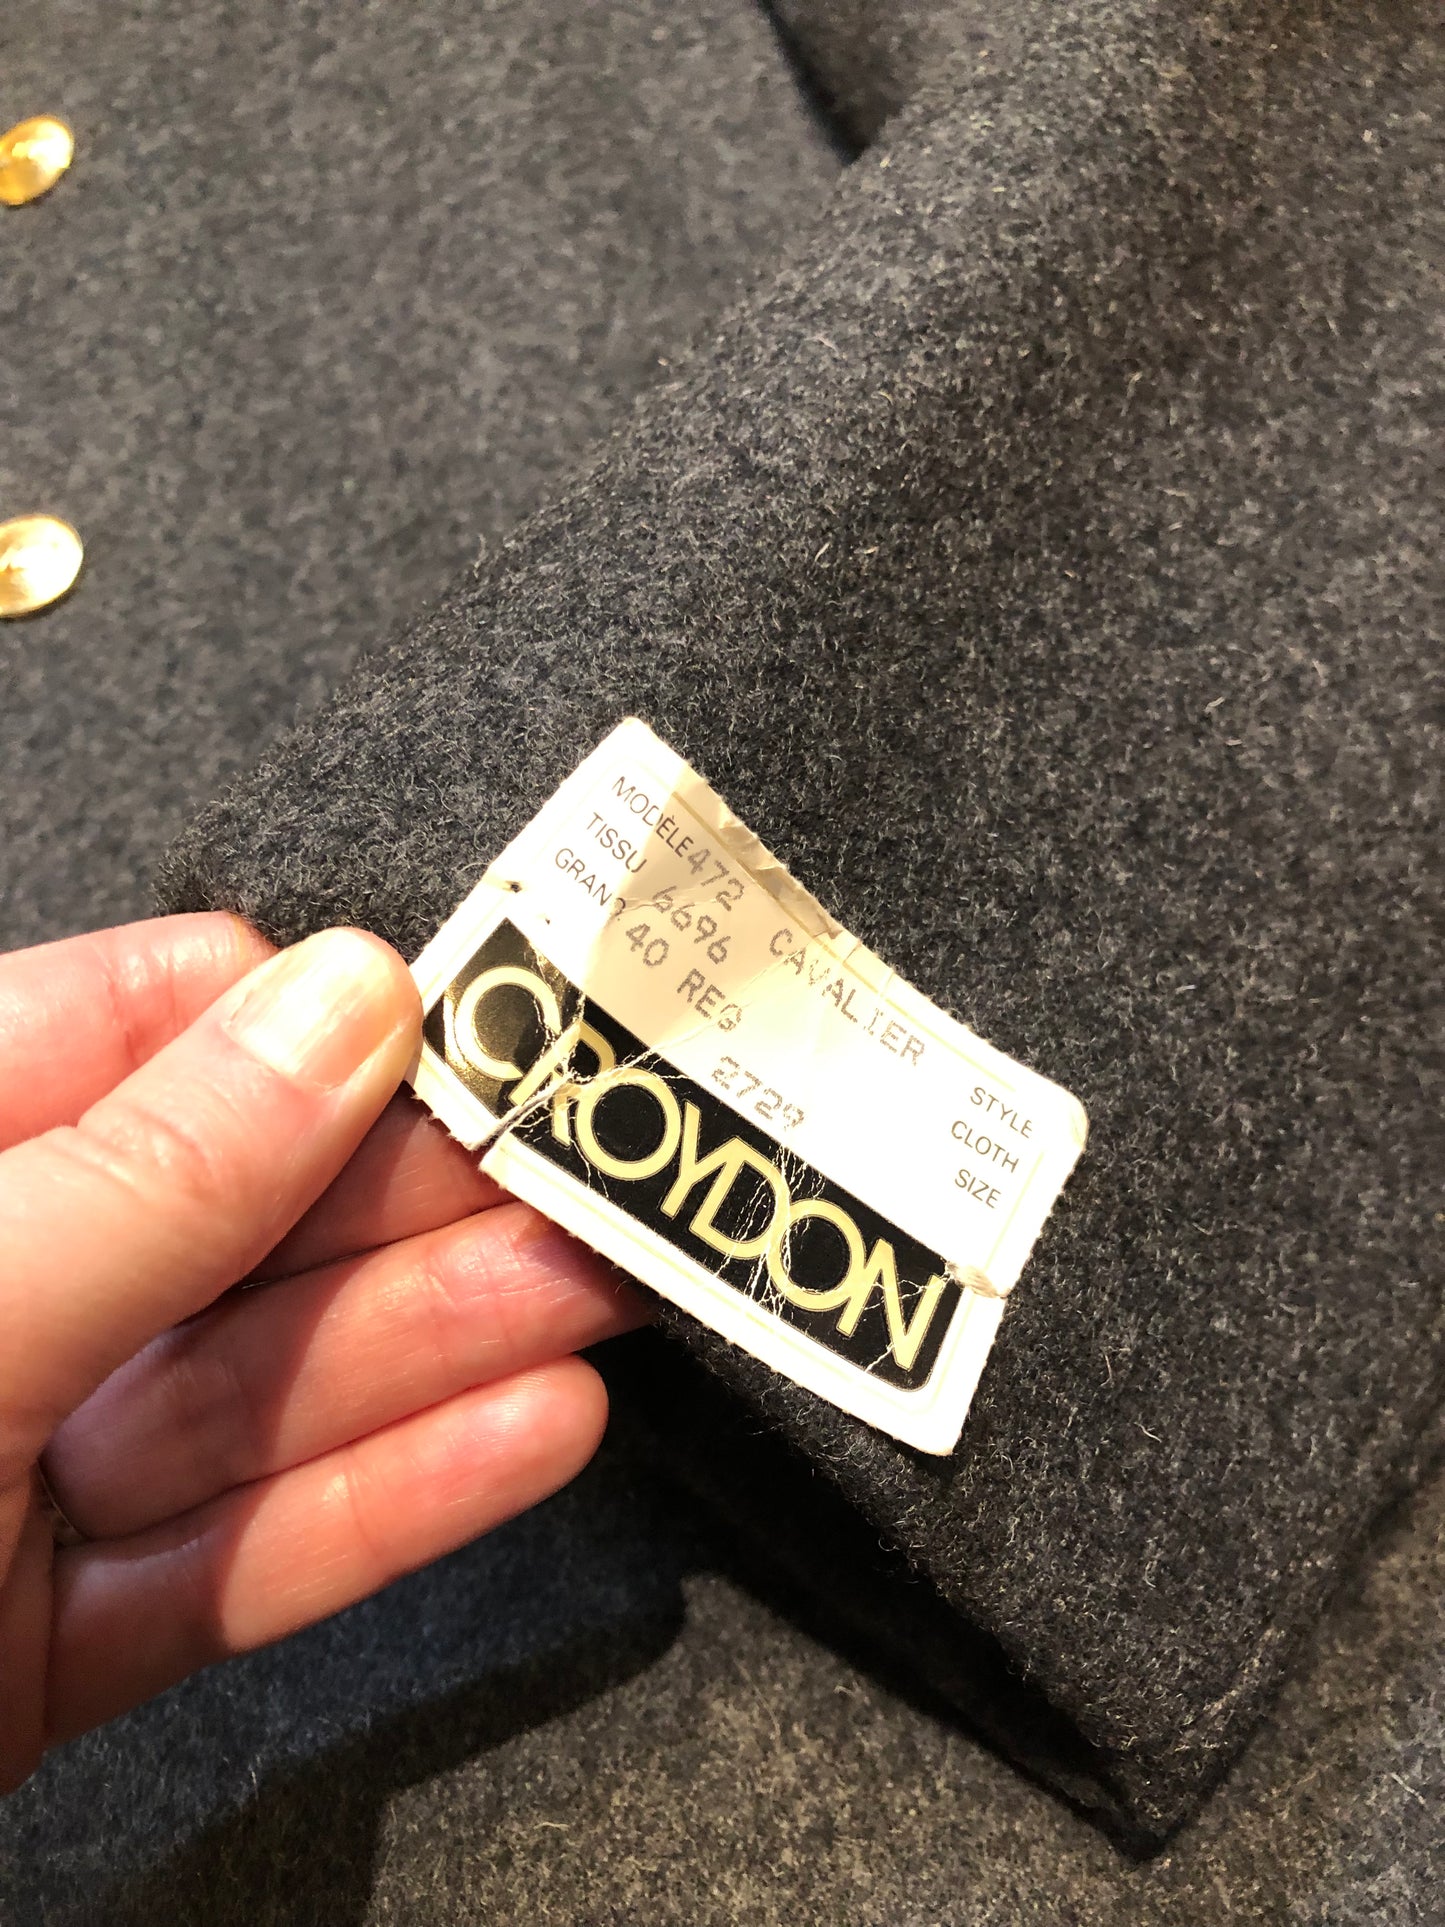 MODÈLE 472 CAVALIER STYLE
TISSU 6696 CLOTH
GRAND. 40 REG 2729 SIZE
CROYDON